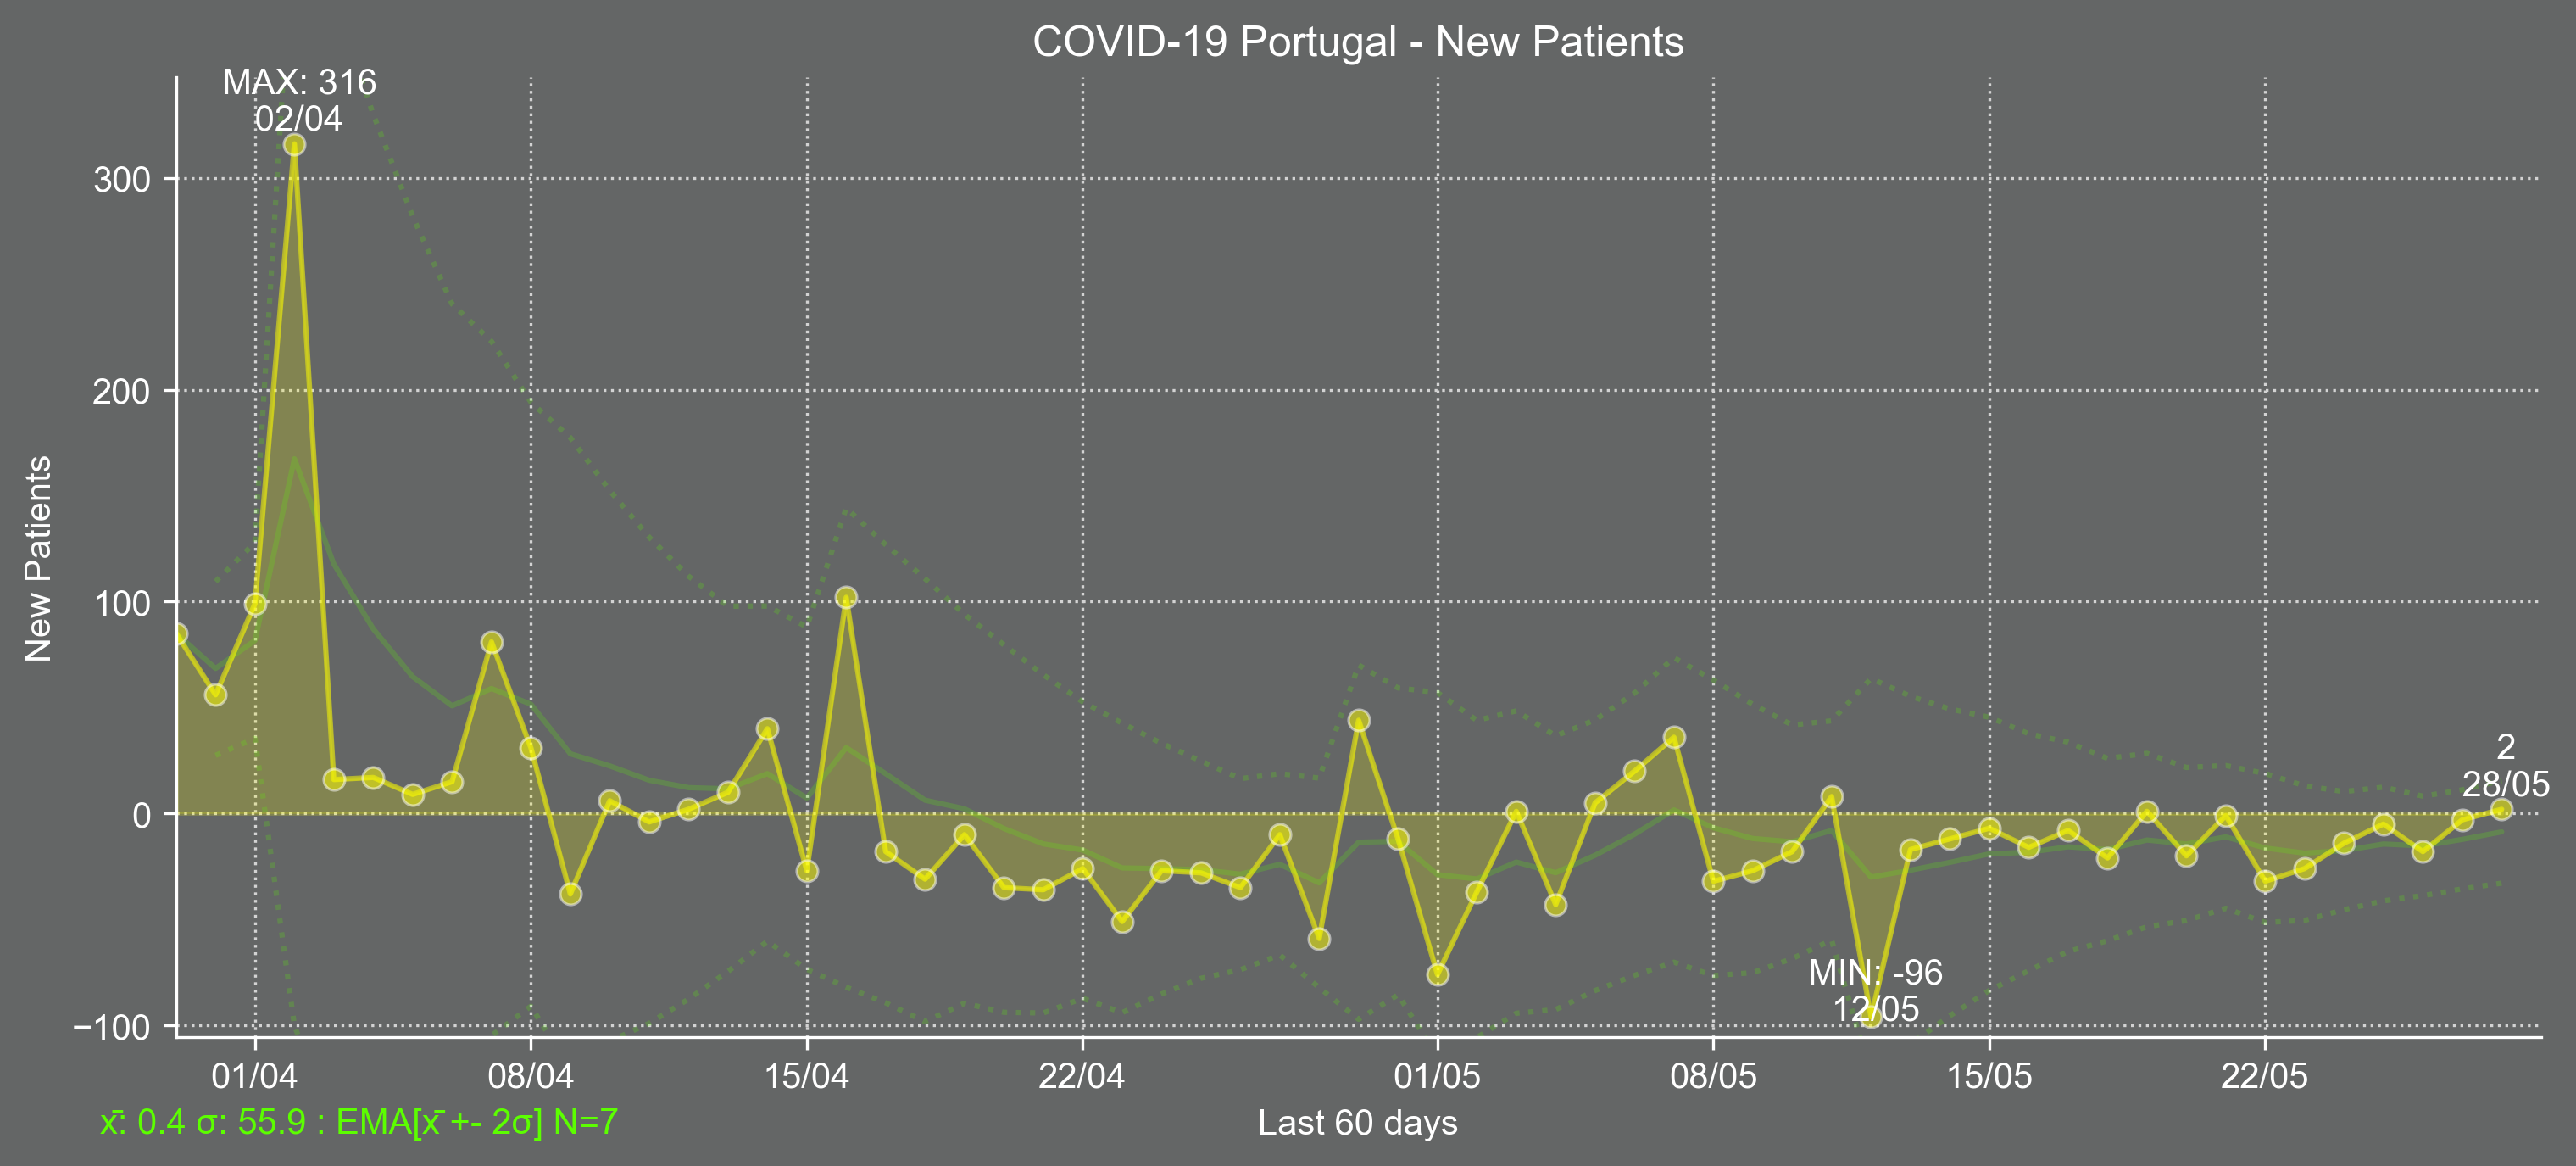 COVID-19 Portugal - New Patients
MAX: 316
02/04
300
200
100
0
−100
New Patients
2
28/05
MIN: -96
12/05
01/04
08/04
15/04
22/04
01/05
08/05
15/05
22/05
x̄: 0.4 σ: 55.9 : EMA[x̄ +- 2σ] N=7
Last 60 days